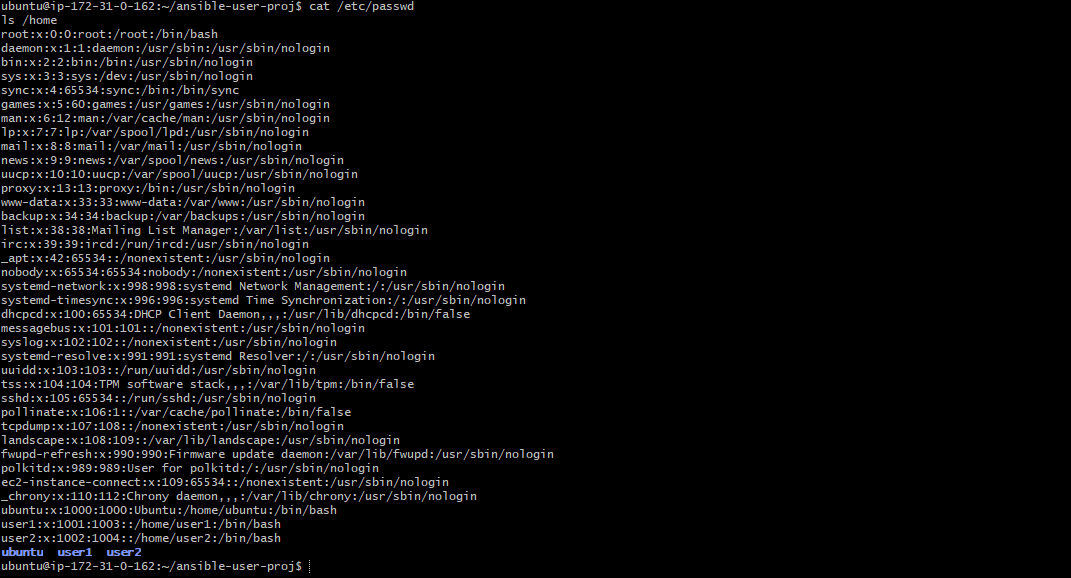 ubuntu@ip-172-31-0-162:~/ansible-user-proj$ cat /etc/passwd
ls /home
root:x:0:0:root:/root:/bin/bash
daemon:x:1:1:daemon:/usr/sbin:/usr/sbin/nologin
bin:x:2:2:bin:/bin:/usr/sbin/nologin
sys:x:3:3:sys:/dev:/usr/sbin/nologin
sync:x:4:65534:sync:/bin:/bin/sync
games:x:5:60:games:/usr/games:/usr/sbin/nologin
man:x:6:12:man:/var/cache/man:/usr/sbin/nologin
lp:x:7:7:lp:/var/spool/lpd:/usr/sbin/nologin
mail:x:8:8:mail:/var/mail:/usr/sbin/nologin
news:x:9:9:news:/var/spool/news:/usr/sbin/nologin
uucp:x:10:10:uucp:/var/spool/uucp:/usr/sbin/nologin
proxy:x:13:13:proxy:/bin:/usr/sbin/nologin
www-data:x:33:33:www-data:/var/www:/usr/sbin/nologin
backup:x:34:34:backup:/var/backups:/usr/sbin/nologin
list:x:38:38:Mailing List Manager:/var/list:/usr/sbin/nologin
irc:x:39:39:ircd:/run/ircd:/usr/sbin/nologin
_apt:x:42:65534::/nonexistent:/usr/sbin/nologin
nobody:x:65534:65534:nobody:/nonexistent:/usr/sbin/nologin
systemd-network:x:998:998:systemd Network Management:/:/usr/sbin/nologin
systemd-timesync:x:996:996:systemd Time Synchronization:/:/usr/sbin/nologin
dhcpcd:x:100:65534:DHCP Client Daemon,,,:/usr/lib/dhcpcd:/bin/false
messagebus:x:101:101::/nonexistent:/usr/sbin/nologin
syslog:x:102:102::/nonexistent:/usr/sbin/nologin
systemd-resolve:x:991:991:systemd Resolver:/:/usr/sbin/nologin
uuidd:x:103:103::/run/uuidd:/usr/sbin/nologin
tss:x:104:104:TPM software stack,,,:/var/lib/tpm:/bin/false
sshd:x:105:65534::/run/sshd:/usr/sbin/nologin
pollinate:x:106:1::/var/cache/pollinate:/bin/false
tcpdump:x:107:108::/nonexistent:/usr/sbin/nologin
landscape:x:108:109::/var/lib/landscape:/usr/sbin/nologin
fwupd-refresh:x:990:990:Firmware update daemon:/var/lib/fwupd:/usr/sbin/nologin
polkitd:x:989:989:User for polkitd:/:/usr/sbin/nologin
ec2-instance-connect:x:109:65534::/nonexistent:/usr/sbin/nologin
_chrony:x:110:112:Chrony daemon,,,:/var/lib/chrony:/usr/sbin/nologin
ubuntu:x:1000:1000:Ubuntu:/home/ubuntu:/bin/bash
user1:x:1001:1003::/home/user1:/bin/bash
user2:x:1002:1004::/home/user2:/bin/bash
ubuntu  user1  user2
ubuntu@ip-172-31-0-162:~/ansible-user-proj$